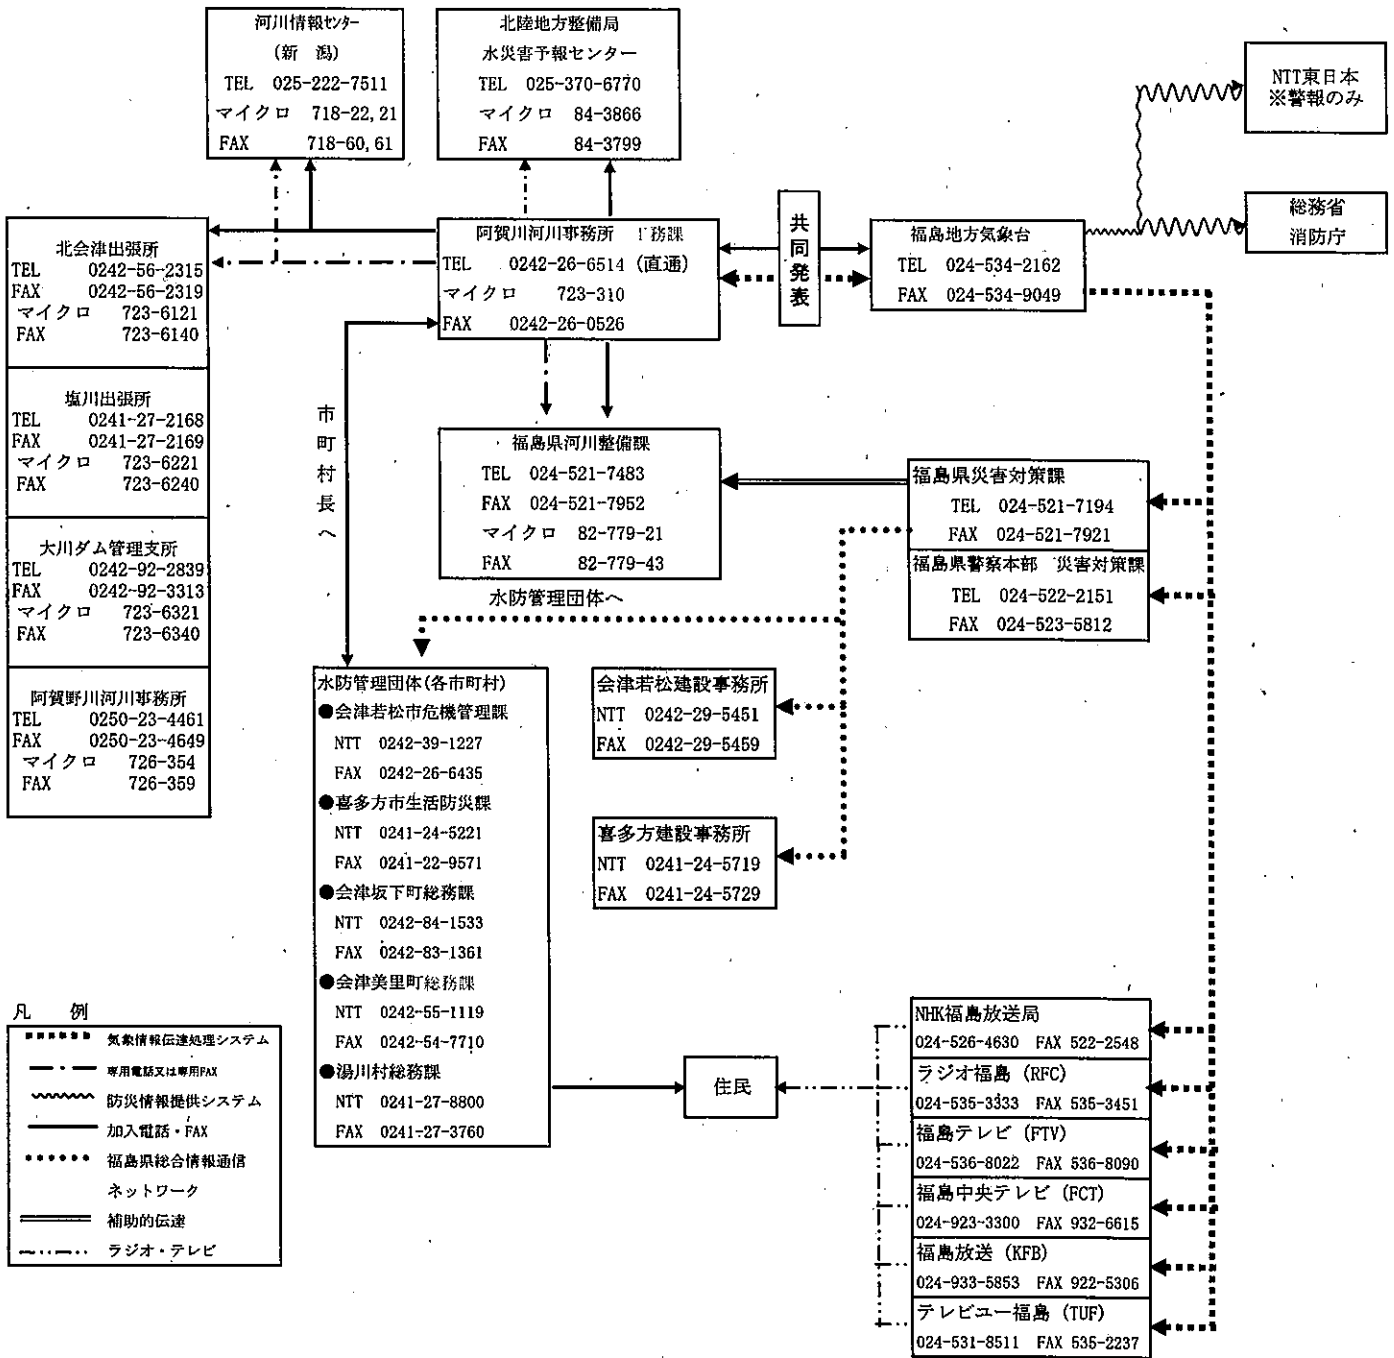 河川情報センター
(新 潟)
TEL 025-222-7511
マイクロ 718-22,21
FAX 718-60,61
北陸地方整備局
水災害予報センター
TEL 025-370-6770
マイクロ 84-3866
FAX 84-3799
NTT東日本
※警報のみ
総務省
消防庁
北会津出張所
TEL 0242-56-2315
FAX 0242-56-2319
マイクロ 723-6121
FAX 723-6140
塩川出張所
TEL 0241-27-2168
FAX 0241-27-2169
マイクロ 723-6221
FAX 723-6240
大川ダム管理支所
TEL 0242-92-2839
FAX 0242-92-3313
マイクロ 723-6321
FAX 723-6340
阿賀野川河川事務所
TEL 0250-23-4461
FAX 0250-23-4649
マイクロ 726-354
FAX 726-359
阿賀川河川事務所 務課
TEL 0242-26-6514 (直通)
マイクロ 723-310
FAX 0242-26-0526
共同発表
福島地方気象台
TEL 024-534-2162
FAX 024-534-9049
市町村長へ
福島県河川整備課
TEL 024-521-7483
FAX 024-521-7952
マイクロ 82-779-21
FAX 82-779-43
福島県災害対策課
TEL 024-521-7194
FAX 024-521-7921
福島県警察本部 災害対策課
TEL 024-522-2151
FAX 024-523-5812
水防管理団体へ
水防管理団体(各市町村)
●会津若松市危機管理課
NTT 0242-39-1227
FAX 0242-26-6435
●喜多方市生活防災課
NTT 0241-24-5221
FAX 0241-22-9571
●会津坂下町総務課
NTT 0242-84-1533
FAX 0242-83-1361
●会津美里町総務課
NTT 0242-55-1119
FAX 0242-54-7710
●湯川村総務課
NTT 0241-27-8800
FAX 0241-27-3760
会津若松建設事務所
NTT 0242-29-5451
FAX 0242-29-5459
喜多方建設事務所
NTT 0241-24-5719
FAX 0241-24-5729
住民
NHK福島放送局
024-526-4630 FAX 522-2548
ラジオ福島 (RFC)
024-535-3333 FAX 535-3451
福島テレビ (FTV)
024-536-8022 FAX 536-8090
福島中央テレビ (FCT)
024-923-3300 FAX 932-6615
福島放送 (KFB)
024-933-5853 FAX 922-5306
テレビユー福島 (TUF)
024-531-8511 FAX 535-2237
凡 例
気象情報伝達処理システム
専用電話又は専用FAX
防災情報提供システム
加入電話・FAX
福島県総合情報通信
ネットワーク
補助的伝達
ラジオ・テレビ